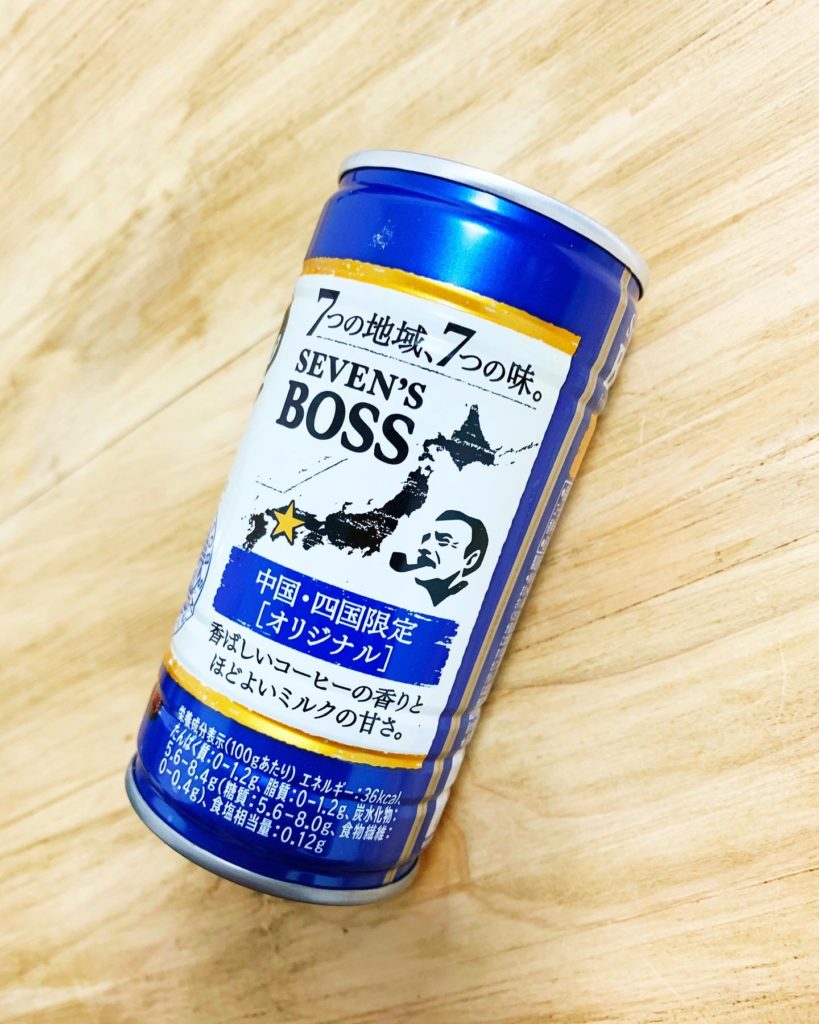 7つの地域、7つの味。
SEVEN'S
BOSS
中国・四国限定
［オリジナル］
香ばしいコーヒーの香りと
ほどよいミルクの甘さ。
栄養成分表示(100gあたり) エネルギー:36kcal、
たんぱく質:0−1.2g、脂質:0−1.2g、炭水化物:
5.6−8.4g(糖質:5.6−8.0g、食物繊維:
0−0.4g)、食塩相当量:0.12g